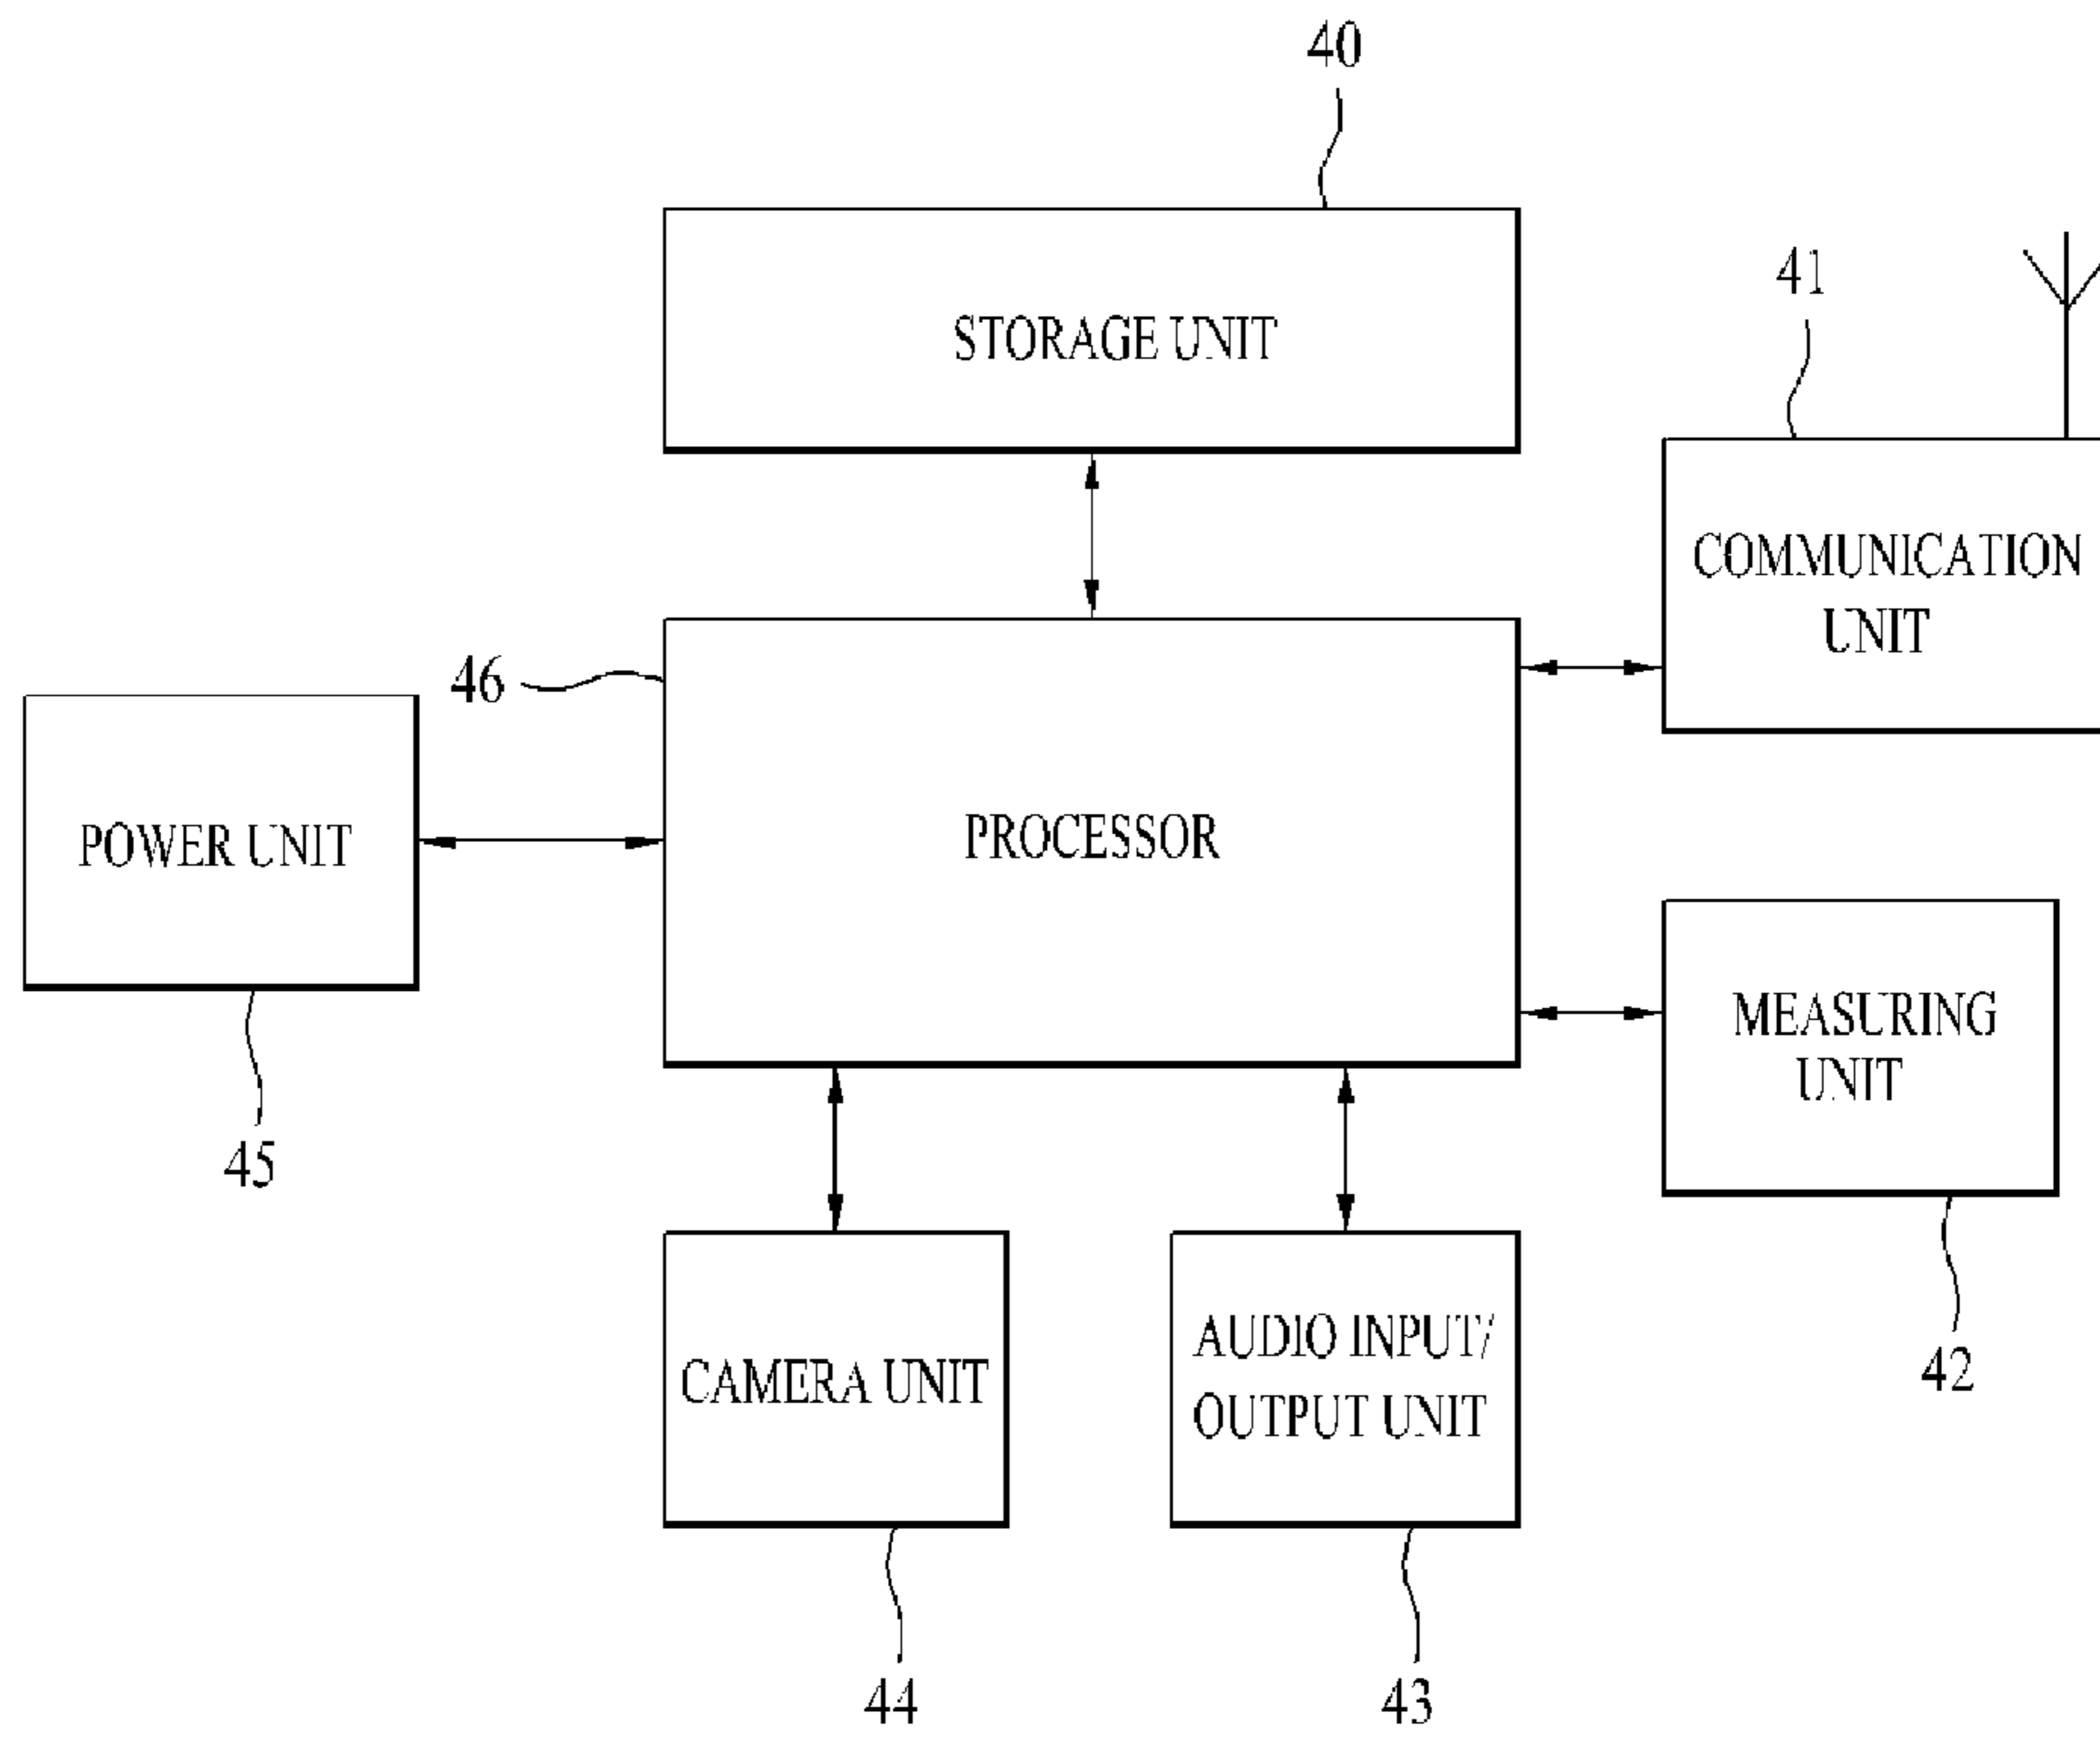 40
STORAGE UNIT
41
COMMUNICATION
UNIT
46
PROCESSOR
POWER UNIT
45
MEASURING
UNIT
42
CAMERA UNIT
44
AUDIO INPUT/
OUTPUT UNIT
43